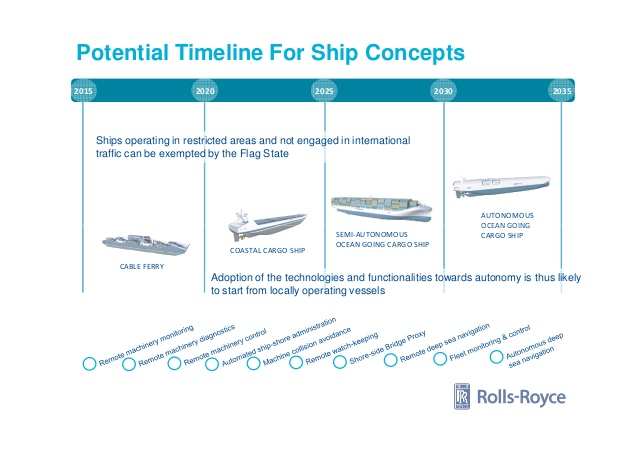 Potential Timeline For Ship Concepts
2015
2020
2025
2030
2035
Ships operating in restricted areas and not engaged in international
traffic can be exempted by the Flag State
CABLE FERRY
COASTAL CARGO SHIP
SEMI-AUTONOMOUS
OCEAN GOING CARGO SHIP
AUTONOMOUS
OCEAN GOING
CARGO SHIP
Adoption of the technologies and functionalities towards autonomy is thus likely
to start from locally operating vessels
Remote machinery monitoring
Remote machinery diagnostics
Remote machinery control
Automated ship-shore administration
Machine collision avoidance
Remote watch-keeping
Shore-side Bridge Proxy
Remote deep sea navigation
Fleet monitoring & control
Autonomous deep
sea navigation
RR
Rolls-Royce